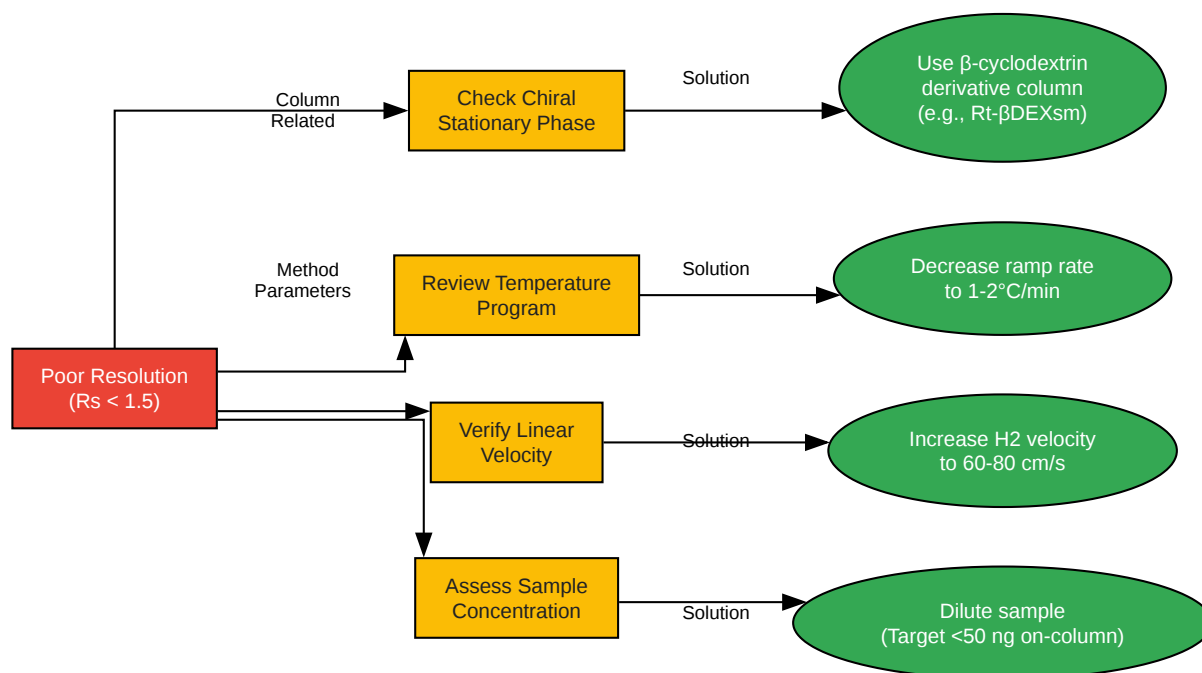 Column
Related
Check Chiral
Stationary Phase
Solution
Use β-cyclodextrin
derivative column
(e.g., Rt-βDEXsm)
Method
Parameters
Review Temperature
Program
Solution
Decrease ramp rate
to 1-2°C/min
Poor Resolution
(Rs < 1.5)
Verify Linear
Velocity
Solution
Increase H2 velocity
to 60-80 cm/s
Assess Sample
Concentration
Solution
Dilute sample
(Target <50 ng on-column)